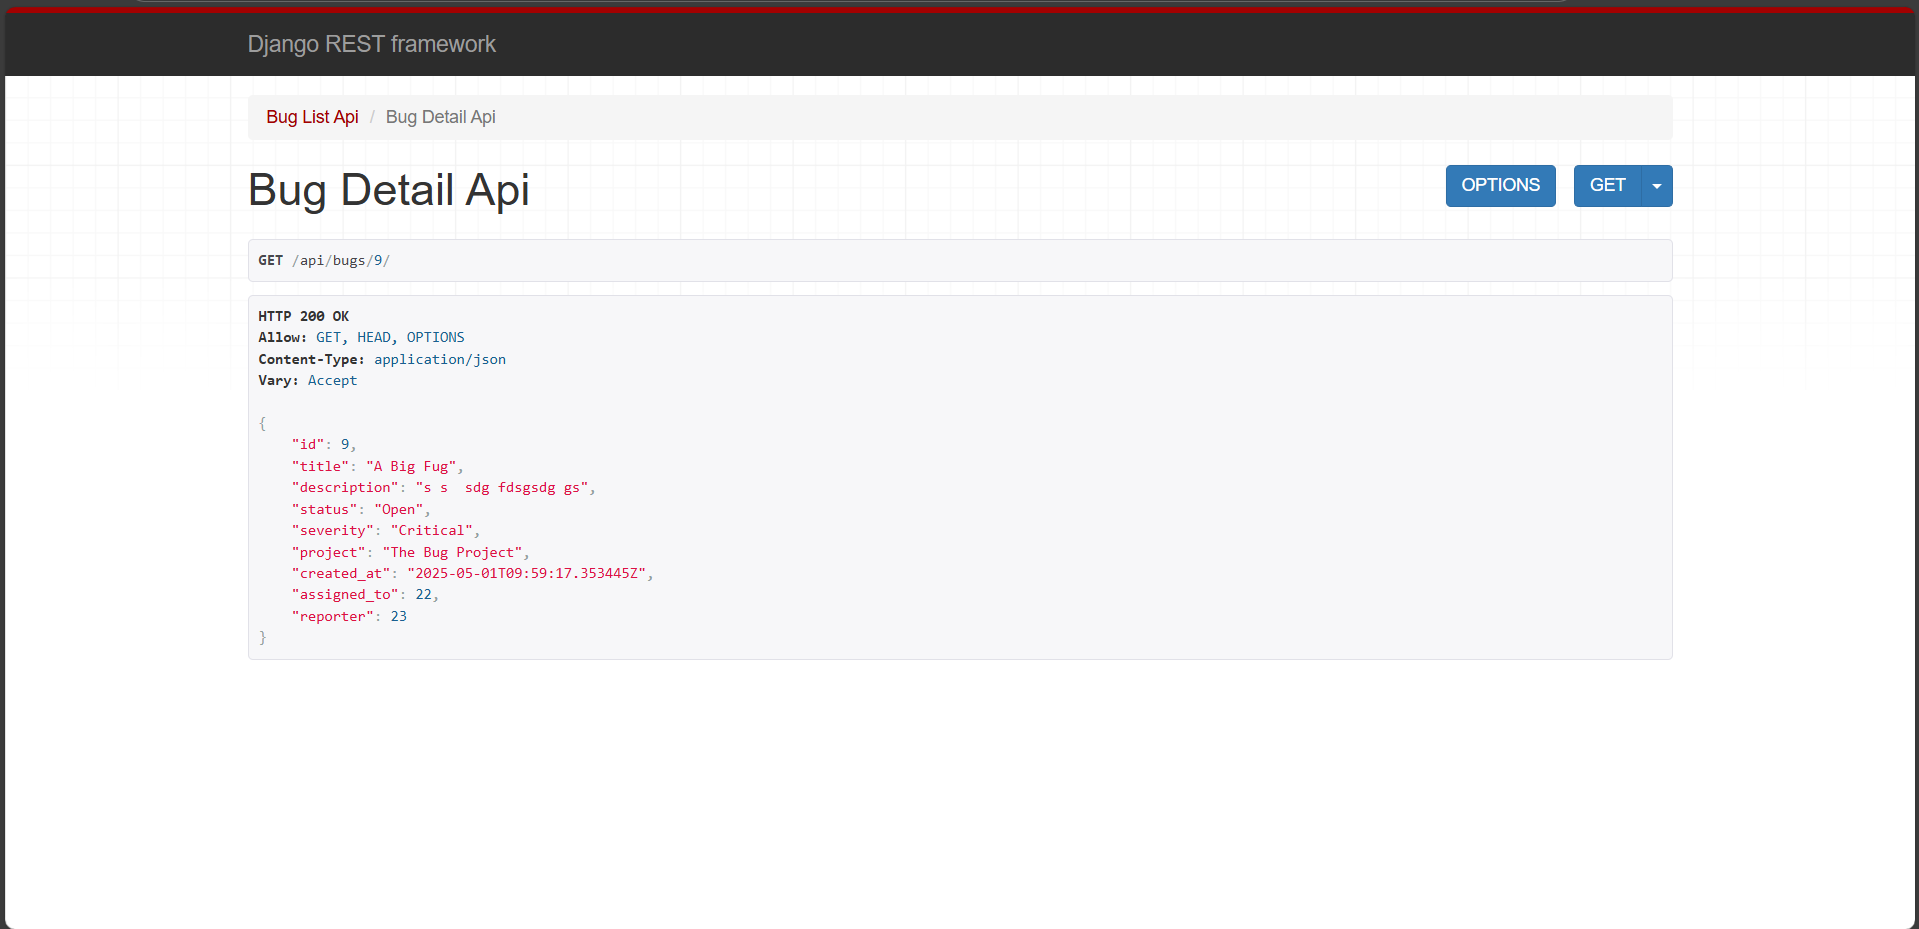 Django REST framework
Bug List Api / Bug Detail Api
Bug Detail Api
OPTIONS
GET
GET /api/bugs/9/
HTTP 200 OK
Allow: GET, HEAD, OPTIONS
Content-Type: application/json
Vary: Accept
{
    "id": 9,
    "title": "A Big Fug",
    "description": "s s  sdg fdsgsdg gs",
    "status": "Open",
    "severity": "Critical",
    "project": "The Bug Project",
    "created_at": "2025-05-01T09:59:17.353445Z",
    "assigned_to": 22,
    "reporter": 23
}